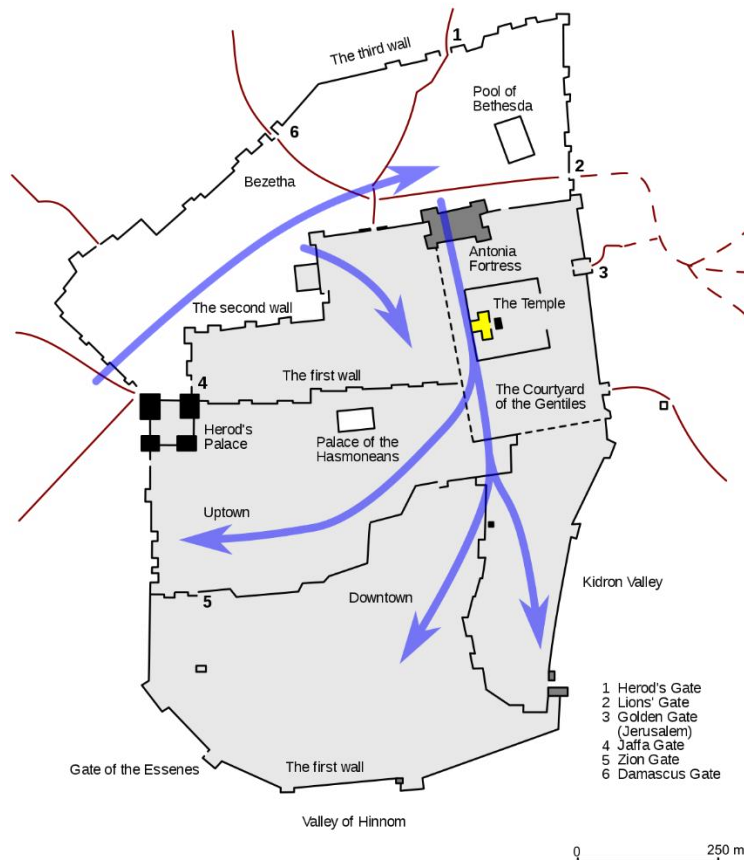 1
The third wall
Pool of
Bethesda
6
2
Bezetha
Antonia
Fortress
3
The Temple
The second wall
The first wall
4
The Courtyard
of the Gentiles
Herod's
Palace
Palace of the
Hasmoneans
Uptown
Kidron Valley
5
Downtown
1 Herod's Gate
2 Lions' Gate
3 Golden Gate
(Jerusalem)
4 Jaffa Gate
5 Zion Gate
6 Damascus Gate
Gate of the Essenes
The first wall
Valley of Hinnom
0
250 m